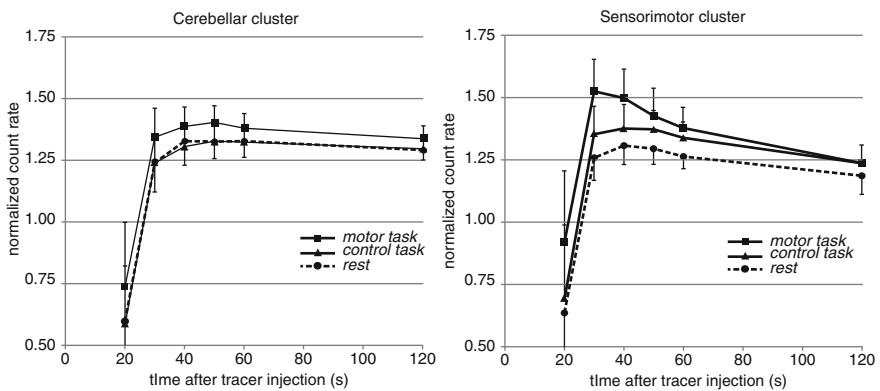 Cerebellar cluster
normalized count rate
1.75
1.50
1.25
1.00
0.75
0.50
motor task
control task
rest
0 20 40 60 80 100 120
tIme after tracer injection (s)
Sensorimotor cluster
normalized count rate
1.75
1.50
1.25
1.00
0.75
0.50
motor task
control task
rest
0 20 40 60 80 100 120
tIme after tracer injection (s)